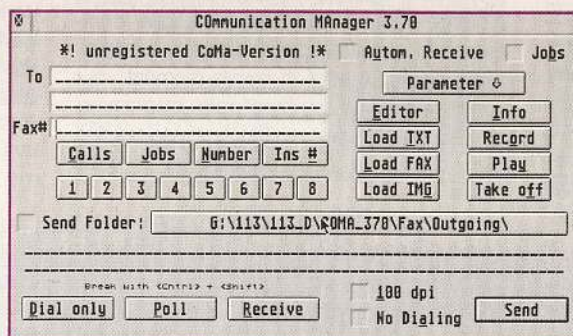 COmmunication MAnager 3.70
*! unregistered CoMa-Version !*
Autom. Receive
Jobs
To
Parameter ⇩
Editor
Info
Fax#
Load TXT
Record
Calls
Jobs
Number
Ins #
Load FAX
Play
1 2 3 4 5 6 7 8
Load IMG
Take off
Send Folder:
G:\113\113_D\COMA_370\Fax\Outgoing\
Break with <Cntrl> + <Shift>
100 dpi
Dial only
Poll
Receive
No Dialing
Send